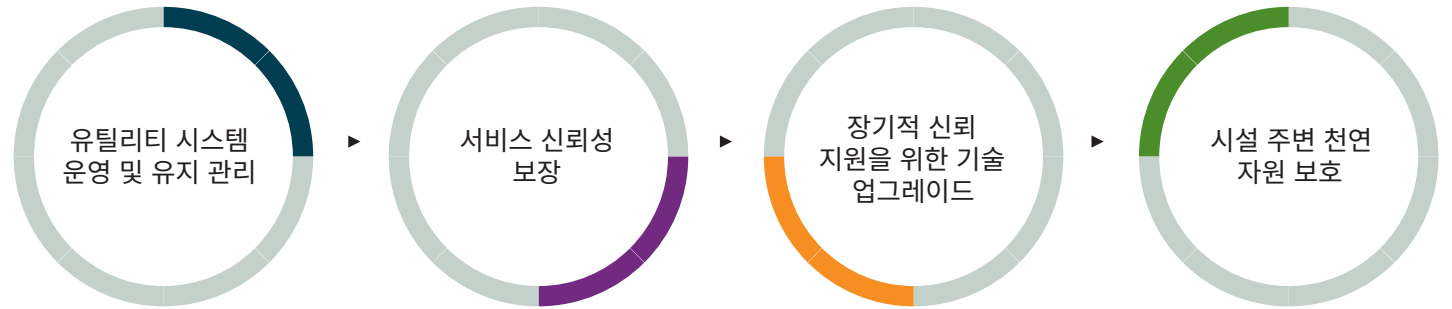 유틸리티 시스템
운영 및 유지 관리
서비스 신뢰성
보장
장기적 신뢰
지원을 위한 기술
업그레이드
시설 주변 천연
자원 보호